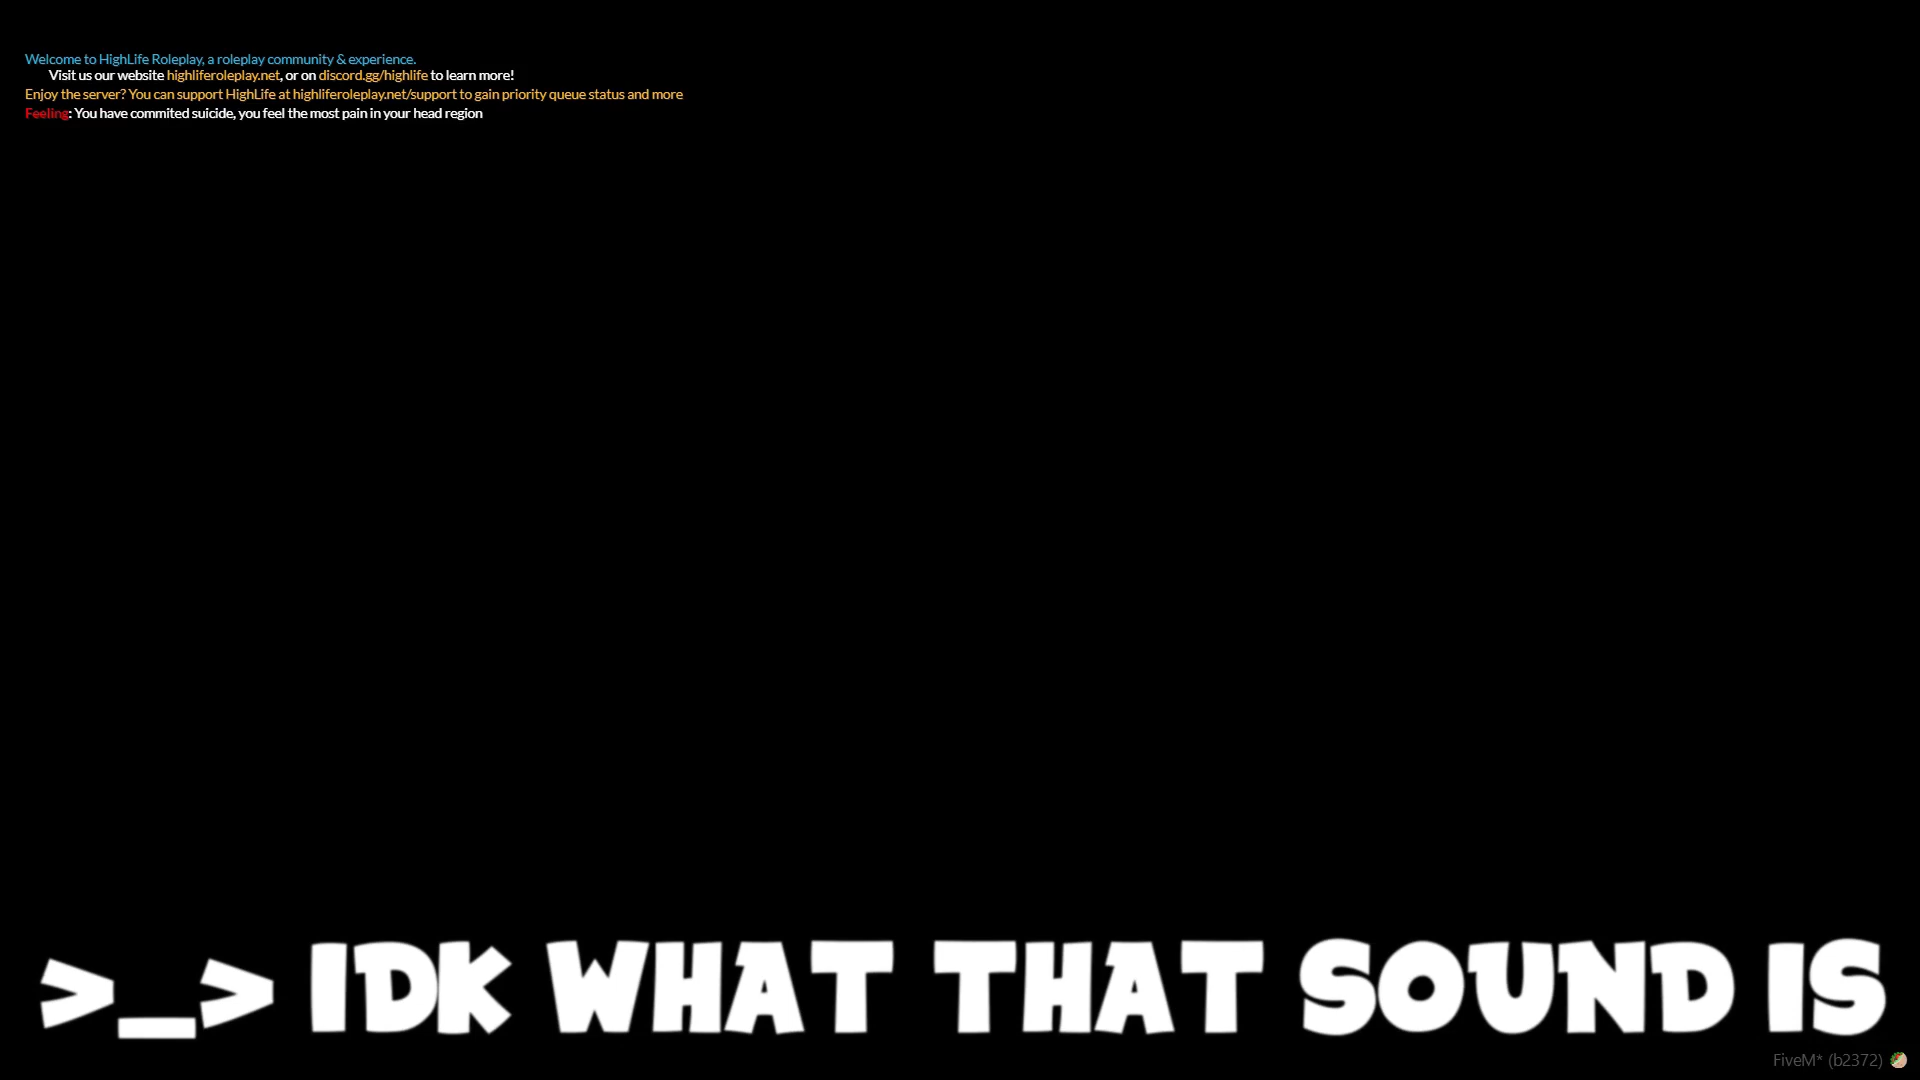 Welcome to HighLife Roleplay, a roleplay community & experience.
Visit us our website highliferoleplay.net, or on discord.gg/highlife to learn more!
Enjoy the server? You can support HighLife at highliferoleplay.net/support to gain priority queue status and more
Feeling: You have commited suicide, you feel the most pain in your head region
>_> IDK WHAT THAT SOUND IS
FiveM* (b2372)